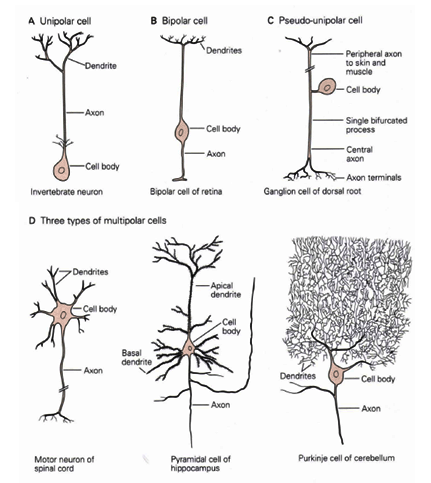 A Unipolar cell
Dendrite
Axon
Cell body
Invertebrate neuron
B Bipolar cell
Dendrites
Cell body
Axon
Bipolar cell of retina
C Pseudo-unipolar cell
Peripheral axon
to skin and
muscle
Cell body
Single bifurcated
process
Central
axon
Axon terminals
Ganglion cell of dorsal root
D Three types of multipolar cells
Dendrites
Cell body
Axon
Motor neuron of
spinal cord
Apical
dendrite
Cell
body
Basal
dendrite
Axon
Pyramidal cell of
hippocampus
Dendrites
Cell body
Axon
Purkinje cell of cerebellum